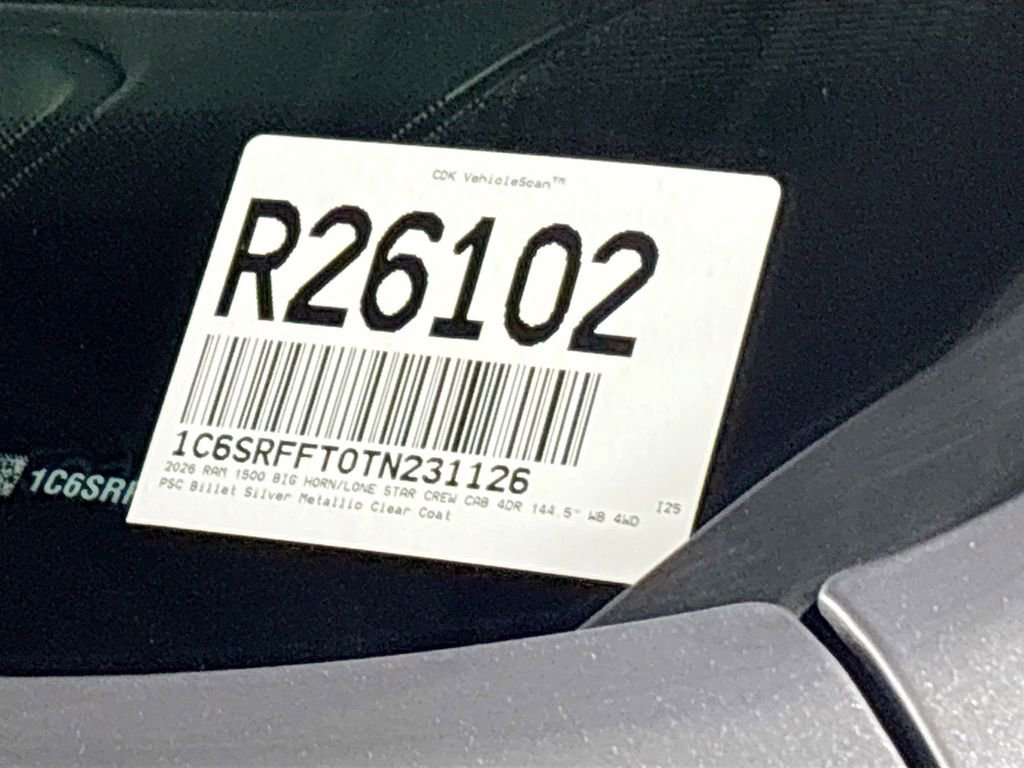 CDK VehicleScan™
R26102
1C6SRFFT0TN231126
2026 RAM 1500 BIG HORN/LONE STAR CREW CAB 4DR 144.5" WB 4WD
I25
PSC Billet Silver Metallic Clear Coat
1C6SR